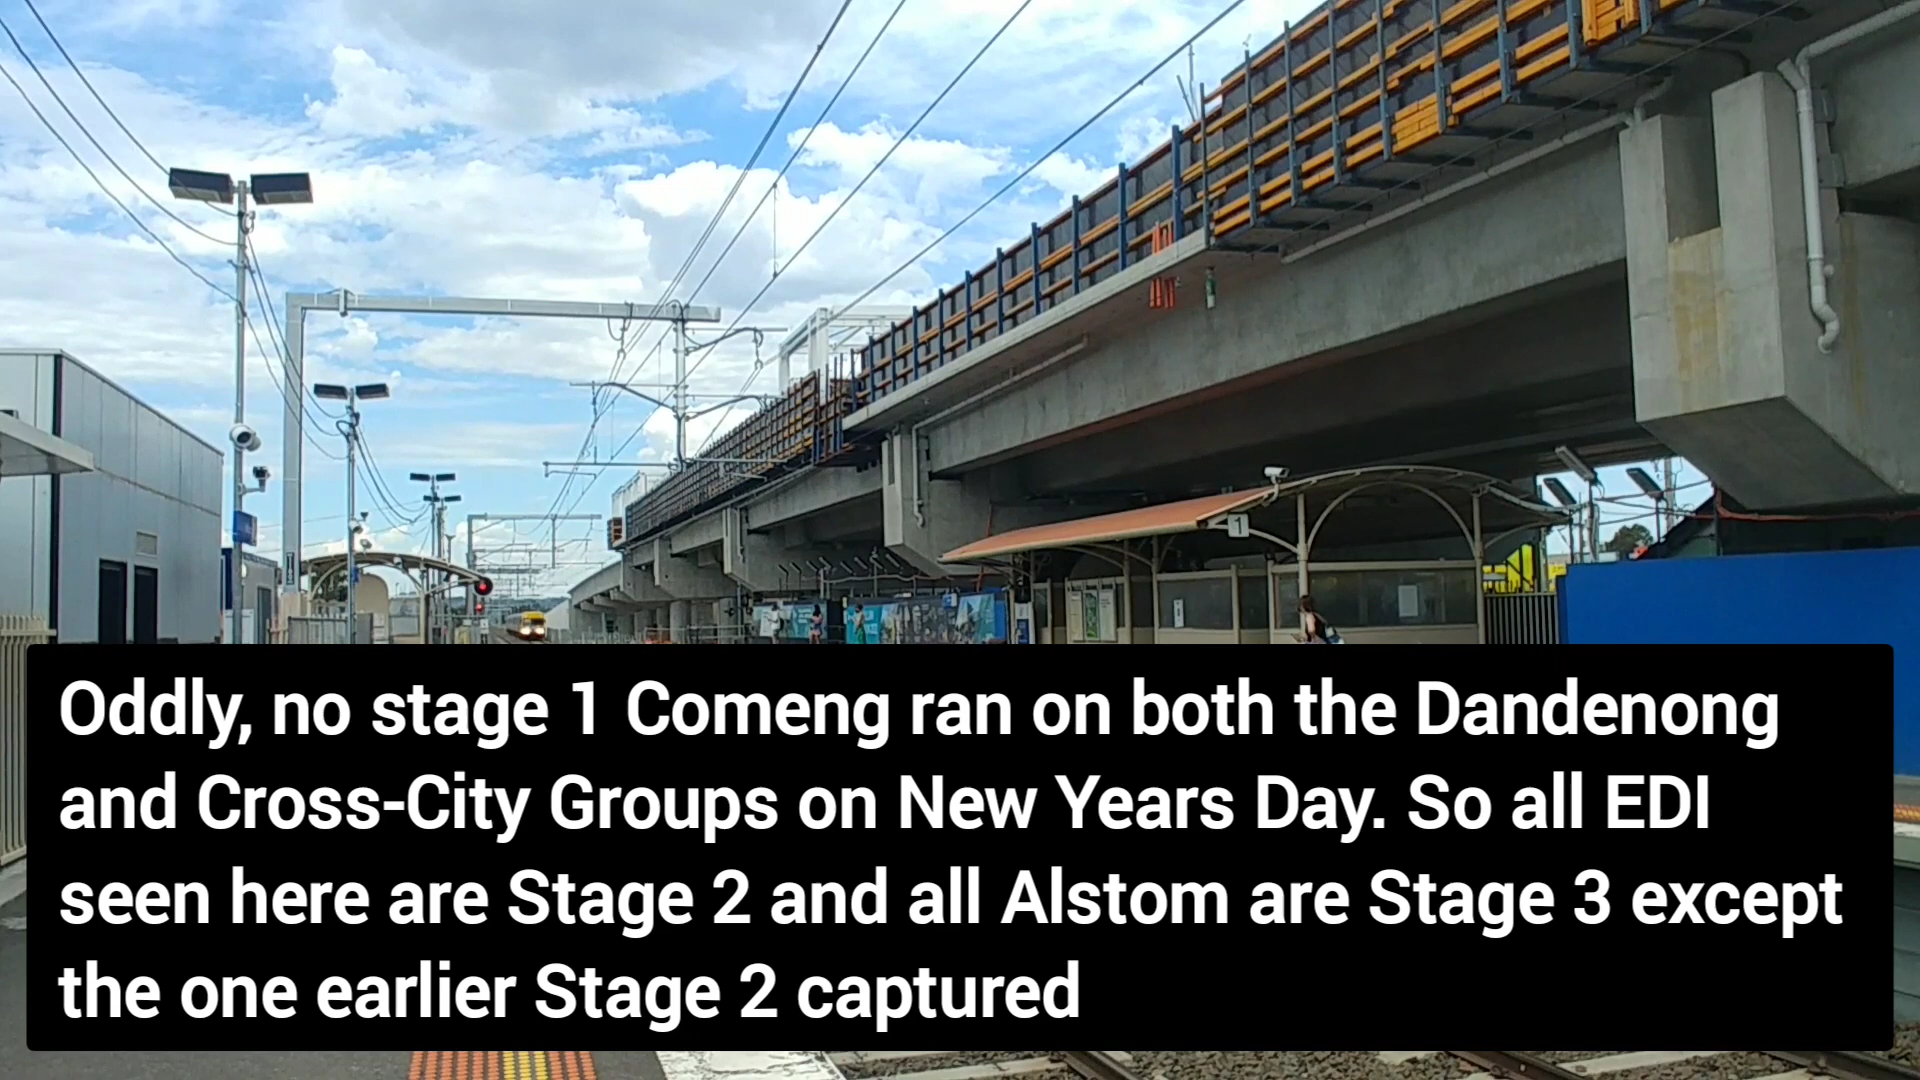 1
Oddly, no stage 1 Comeng ran on both the Dandenong
and Cross-City Groups on New Years Day. So all EDI
seen here are Stage 2 and all Alstom are Stage 3 except
the one earlier Stage 2 captured